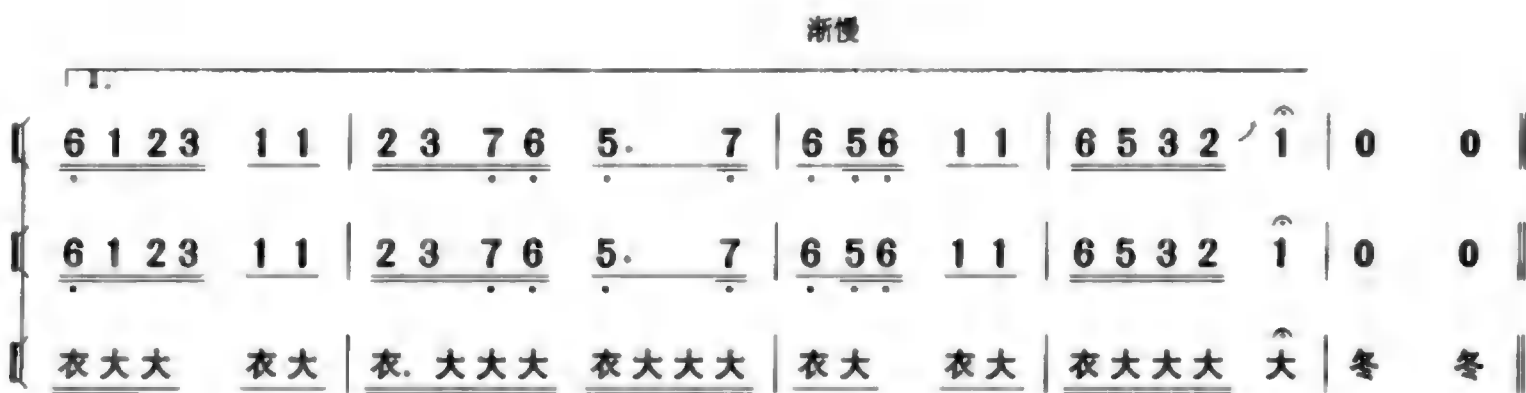 渐慢
1.
6 1 2 3 1 1 | 2 3 7 6 5. 7 | 6 5 6 1 1 | 6 5 3 2 1 | 0 0
6 1 2 3 1 1 | 2 3 7 6 5. 7 | 6 5 6 1 1 | 6 5 3 2 1 | 0 0
衣大大 衣大 | 衣. 大大大 衣大大大 | 衣大 衣大 | 衣大大大 大 | 冬 冬